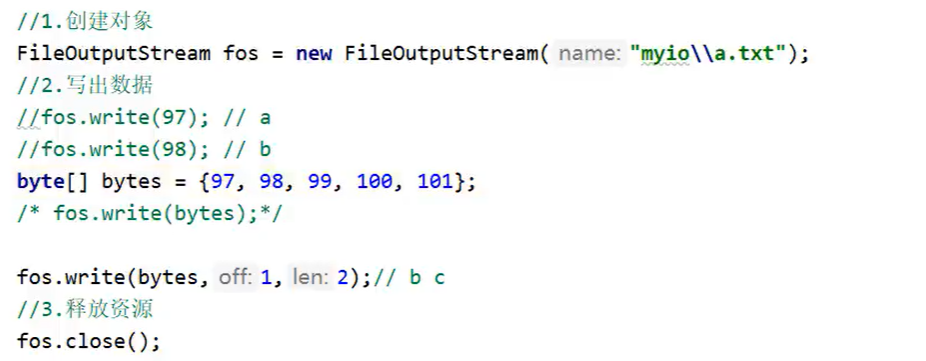 //1.创建对象
FileOutputStream fos = new FileOutputStream( name: "myio\\a.txt");
//2.写出数据
//fos.write(97); // a
//fos.write(98); // b
byte[] bytes = {97, 98, 99, 100, 101};
/* fos.write(bytes);*/
fos.write(bytes, off: 1, len: 2);// b c
//3.释放资源
fos.close();